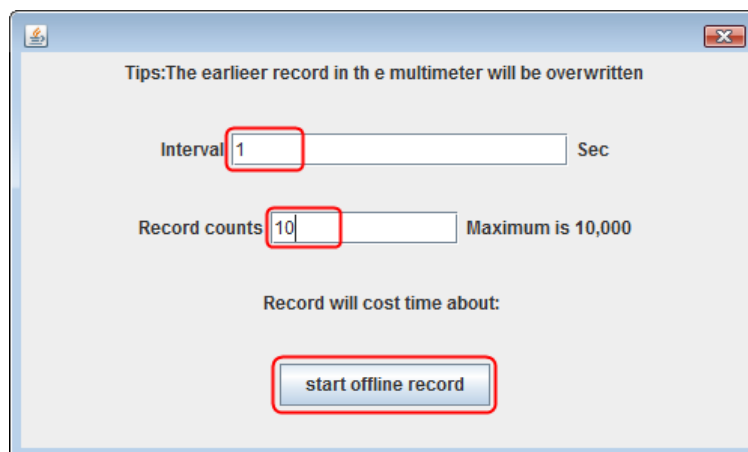 Tips:The earlieer record in th e multimeter will be overwritten
Interval 1 Sec
Record counts 10 Maximum is 10,000
Record will cost time about:
start offline record